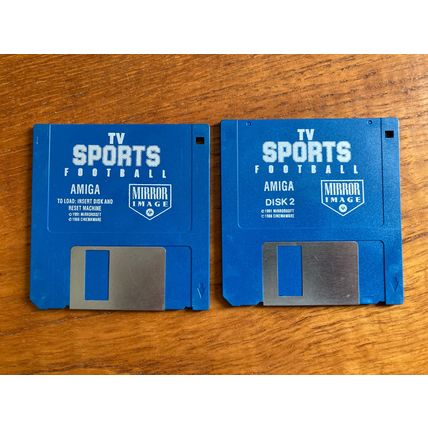 TV
SPORTS
FOOTBALL
AMIGA
TO LOAD: INSERT DISK AND
RESET MACHINE
© 1991 MIRRORSOFT
© 1988 CINEMAWARE
MIRROR
IMAGE
TV
SPORTS
FOOTBALL
AMIGA
DISK 2
© 1991 MIRRORSOFT
© 1988 CINEMAWARE
MIRROR
IMAGE